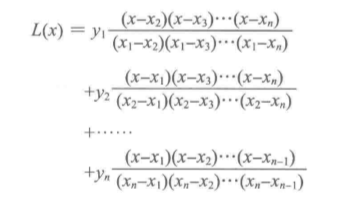 L(x) = y₁ (x−x₂)(x−x₃)⋯(x−xₙ) / (x₁−x₂)(x₁−x₃)⋯(x₁−xₙ)
+y₂ (x−x₁)(x−x₃)⋯(x−xₙ) / (x₂−x₁)(x₂−x₃)⋯(x₂−xₙ)
+⋯⋯
+yₙ (x−x₁)(x−x₂)⋯(x−xₙ₋₁) / (xₙ−x₁)(xₙ−x₂)⋯(xₙ−xₙ₋₁)